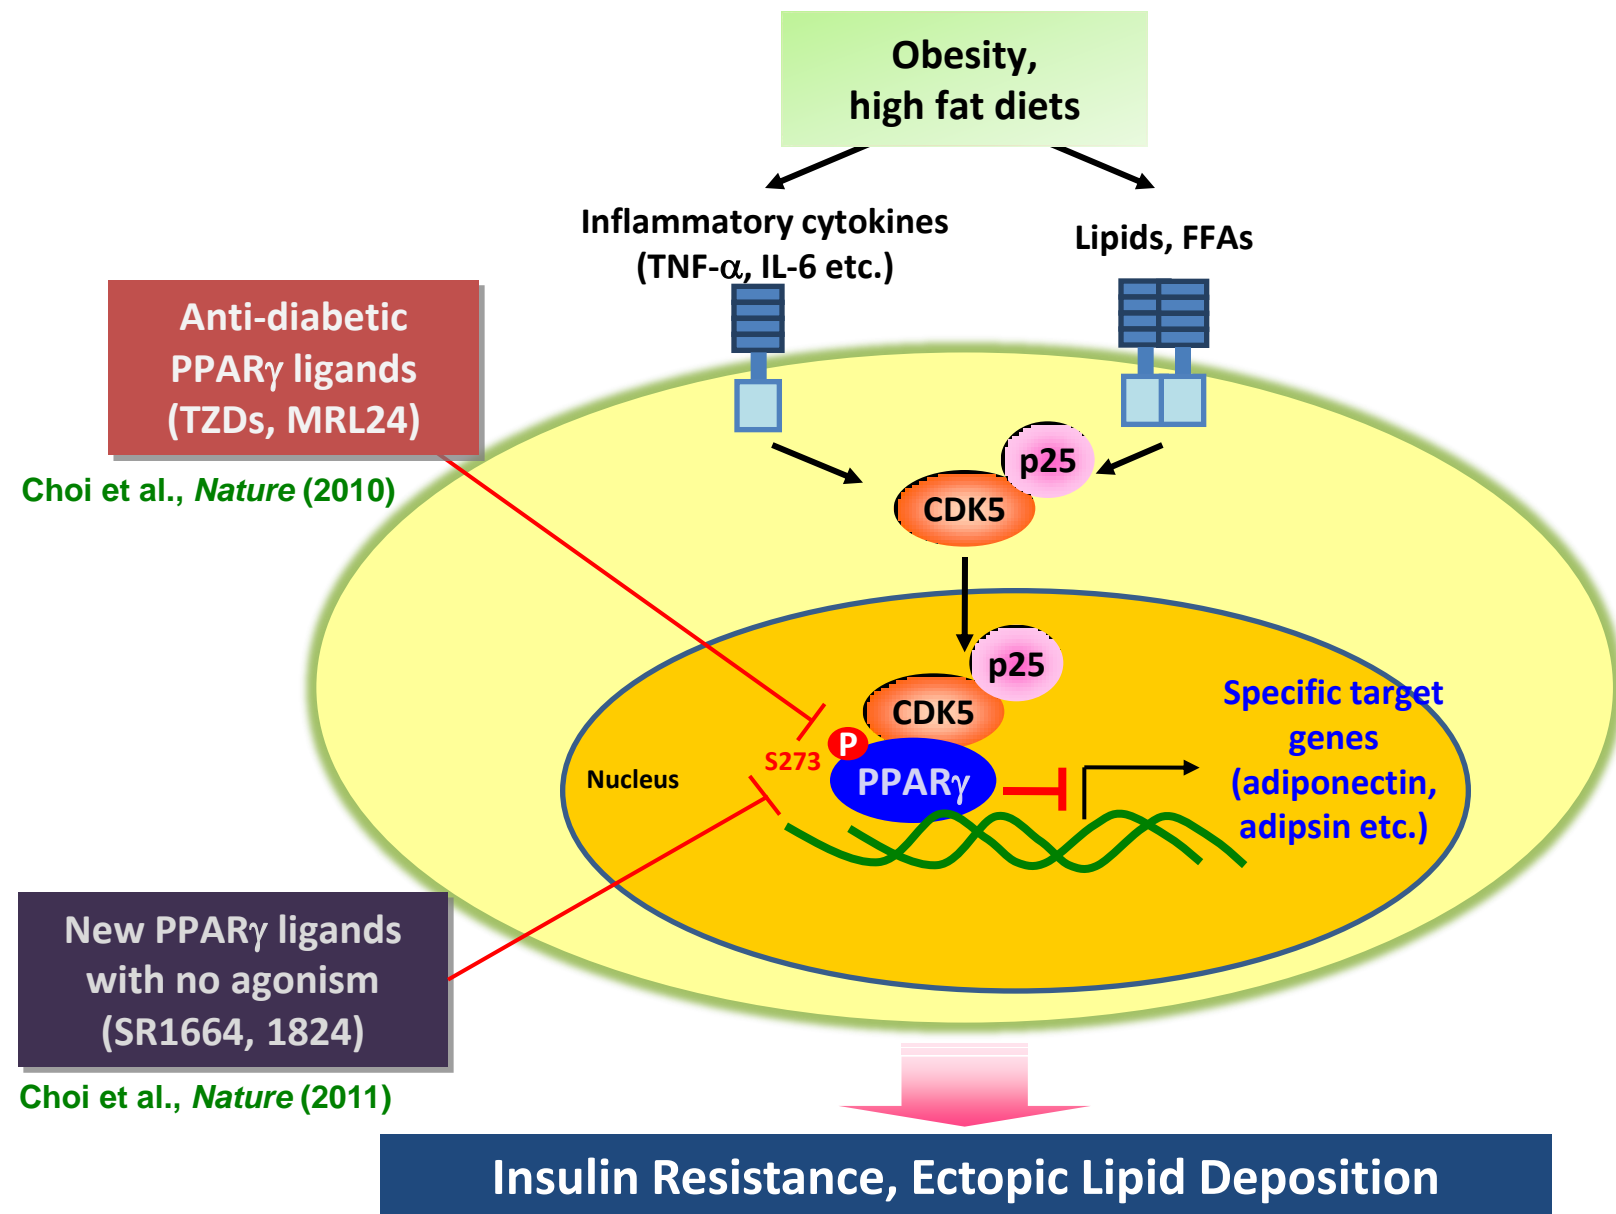 Obesity,
high fat diets
Inflammatory cytokines
(TNF-α, IL-6 etc.)
Lipids, FFAs
Anti-diabetic
PPARγ ligands
(TZDs, MRL24)
Choi et al., Nature (2010)
p25
CDK5
p25
CDK5
P
S273
PPARγ
Nucleus
Specific target
genes
(adiponectin,
adipsin etc.)
New PPARγ ligands
with no agonism
(SR1664, 1824)
Choi et al., Nature (2011)
Insulin Resistance, Ectopic Lipid Deposition